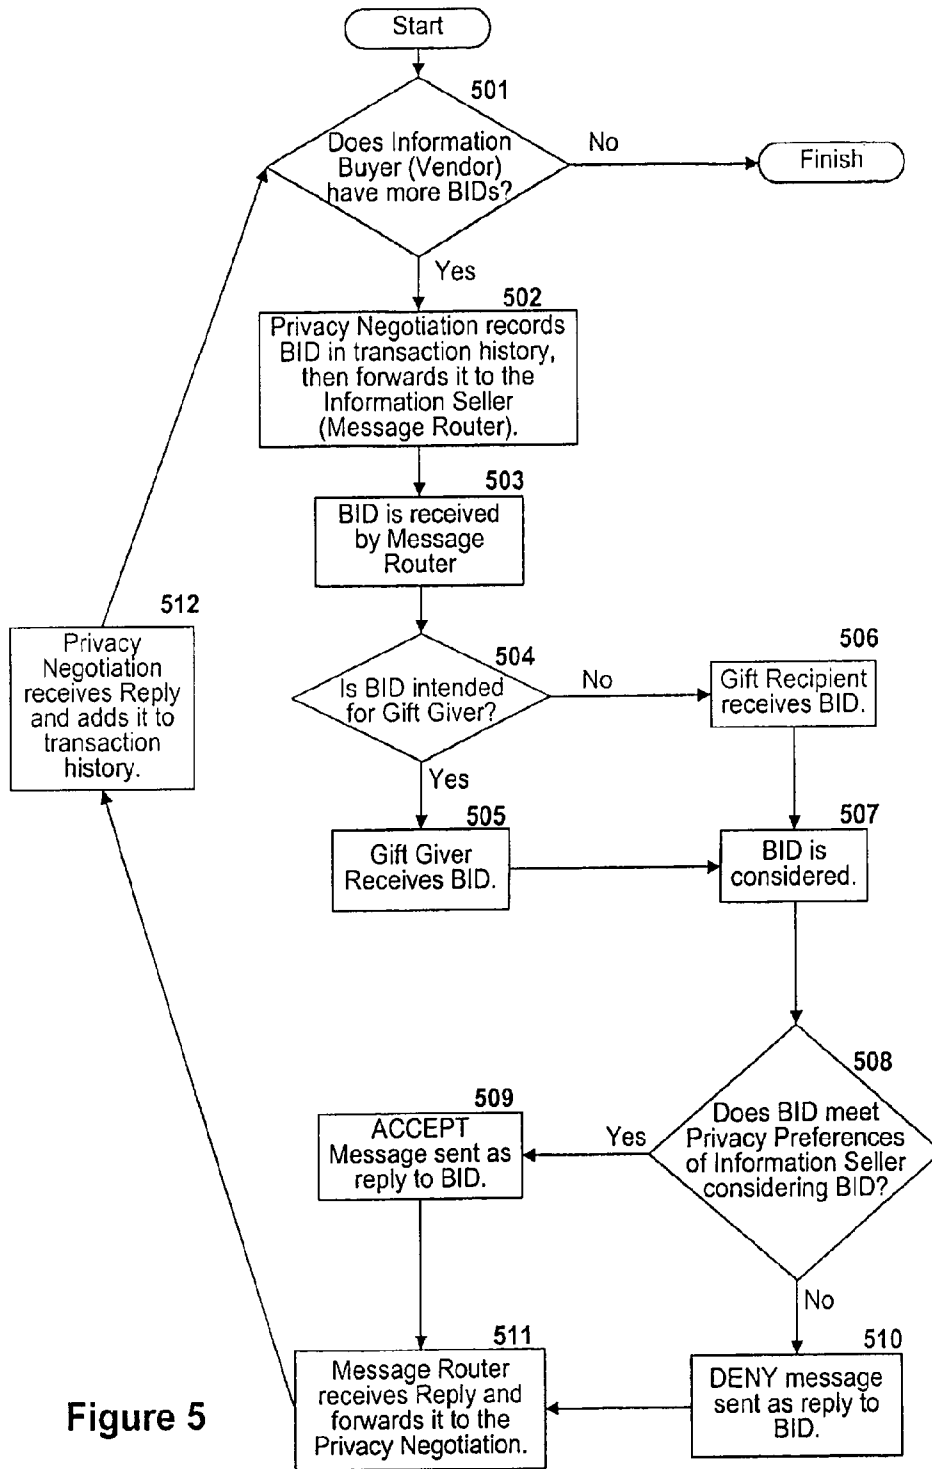 Start
501
Does Information
Buyer (Vendor)
have more BIDs?
No
Finish
Yes
502
Privacy Negotiation records
BID in transaction history,
then forwards it to the
Information Seller
(Message Router).
503
BID is received
by Message
Router
512
Privacy
Negotiation
receives Reply
and adds it to
transaction
history.
504
Is BID intended
for Gift Giver?
No
506
Gift Recipient
receives BID.
Yes
505
Gift Giver
Receives BID.
507
BID is
considered.
508
Does BID meet
Privacy Preferences
of Information Seller
considering BID?
Yes
509
ACCEPT
Message sent as
reply to BID.
No
510
DENY message
sent as reply to
BID.
511
Message Router
receives Reply and
forwards it to the
Privacy Negotiation.
Figure 5